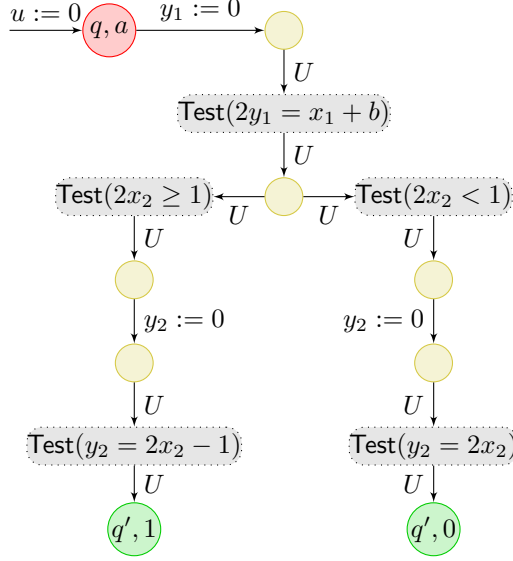 u := 0
q, a
y₁ := 0
U
Test(2y₁ = x₁ + b)
U
Test(2x₂ ≥ 1)
U
U
Test(2x₂ < 1)
U
U
y₂ := 0
y₂ := 0
U
U
Test(y₂ = 2x₂ − 1)
Test(y₂ = 2x₂)
U
U
q′, 1
q′, 0